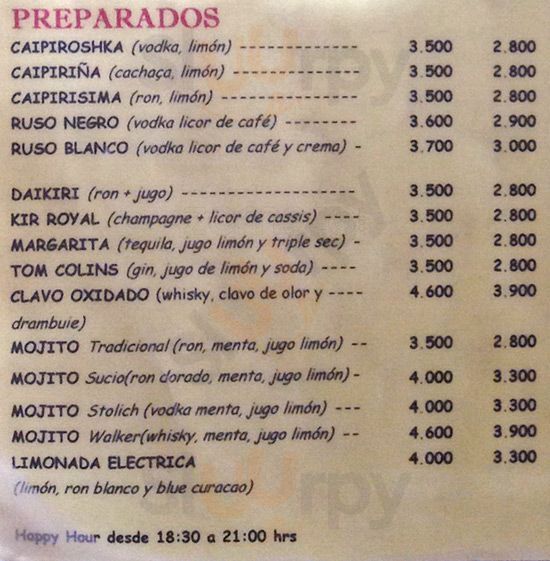 PREPARADOS
CAIPIROSHKA (vodka, limón) ------------ 3.500 2.800
CAIPIRIÑA (cachaça, limón) ------------ 3.500 2.800
CAIPIRISIMA (ron, limón) -------------- 3.500 2.800
RUSO NEGRO (vodka licor de café) -------- 3.600 2.900
RUSO BLANCO (vodka licor de café y crema) - 3.700 3.000
DAIKIRI (ron + jugo) ------------------ 3.500 2.800
KIR ROYAL (champagne + licor de cassis) ---- 3.500 2.800
MARGARITA (tequila, jugo limón y triple sec) - 3.500 2.800
TOM COLINS (gin, jugo de limón y soda) ---- 3.500 2.800
CLAVO OXIDADO (whisky, clavo de olor y ---- 4.600 3.900
drambuie)
MOJITO Tradicional (ron, menta, jugo limón) -- 3.500 2.800
MOJITO Sucio(ron dorado, menta, jugo limón) - 4.000 3.300
MOJITO Stolich (vodka menta, jugo limón) --- 4.000 3.300
MOJITO Walker(whisky, menta, jugo limón) -- 4.600 3.900
LIMONADA ELECTRICA 4.000 3.300
(limón, ron blanco y blue curacao)
Happy Hour desde 18:30 a 21:00 hrs